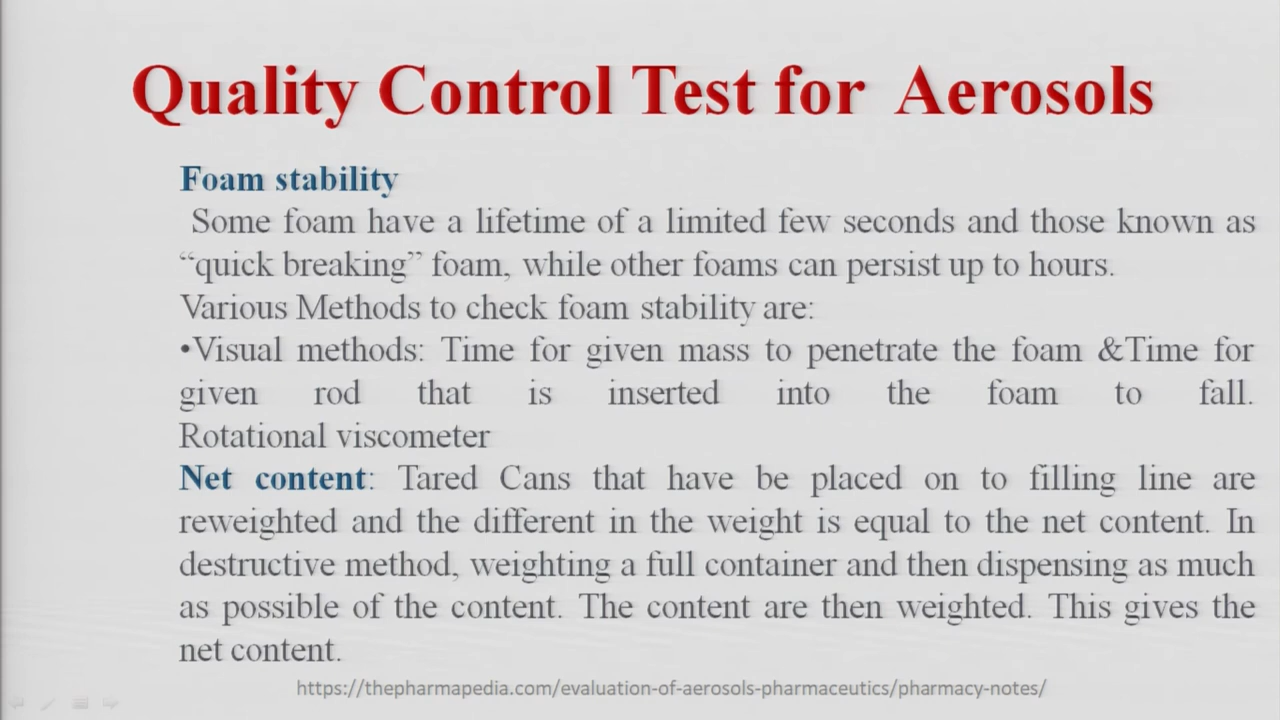 Quality Control Test for Aerosols
Foam stability
Some foam have a lifetime of a limited few seconds and those known as
“quick breaking” foam, while other foams can persist up to hours.
Various Methods to check foam stability are:
•Visual methods: Time for given mass to penetrate the foam &Time for
given rod that is inserted into the foam to fall.
Rotational viscometer
Net content: Tared Cans that have be placed on to filling line are
reweighted and the different in the weight is equal to the net content. In
destructive method, weighting a full container and then dispensing as much
as possible of the content. The content are then weighted. This gives the
net content.
https://thepharmapedia.com/evaluation-of-aerosols-pharmaceutics/pharmacy-notes/